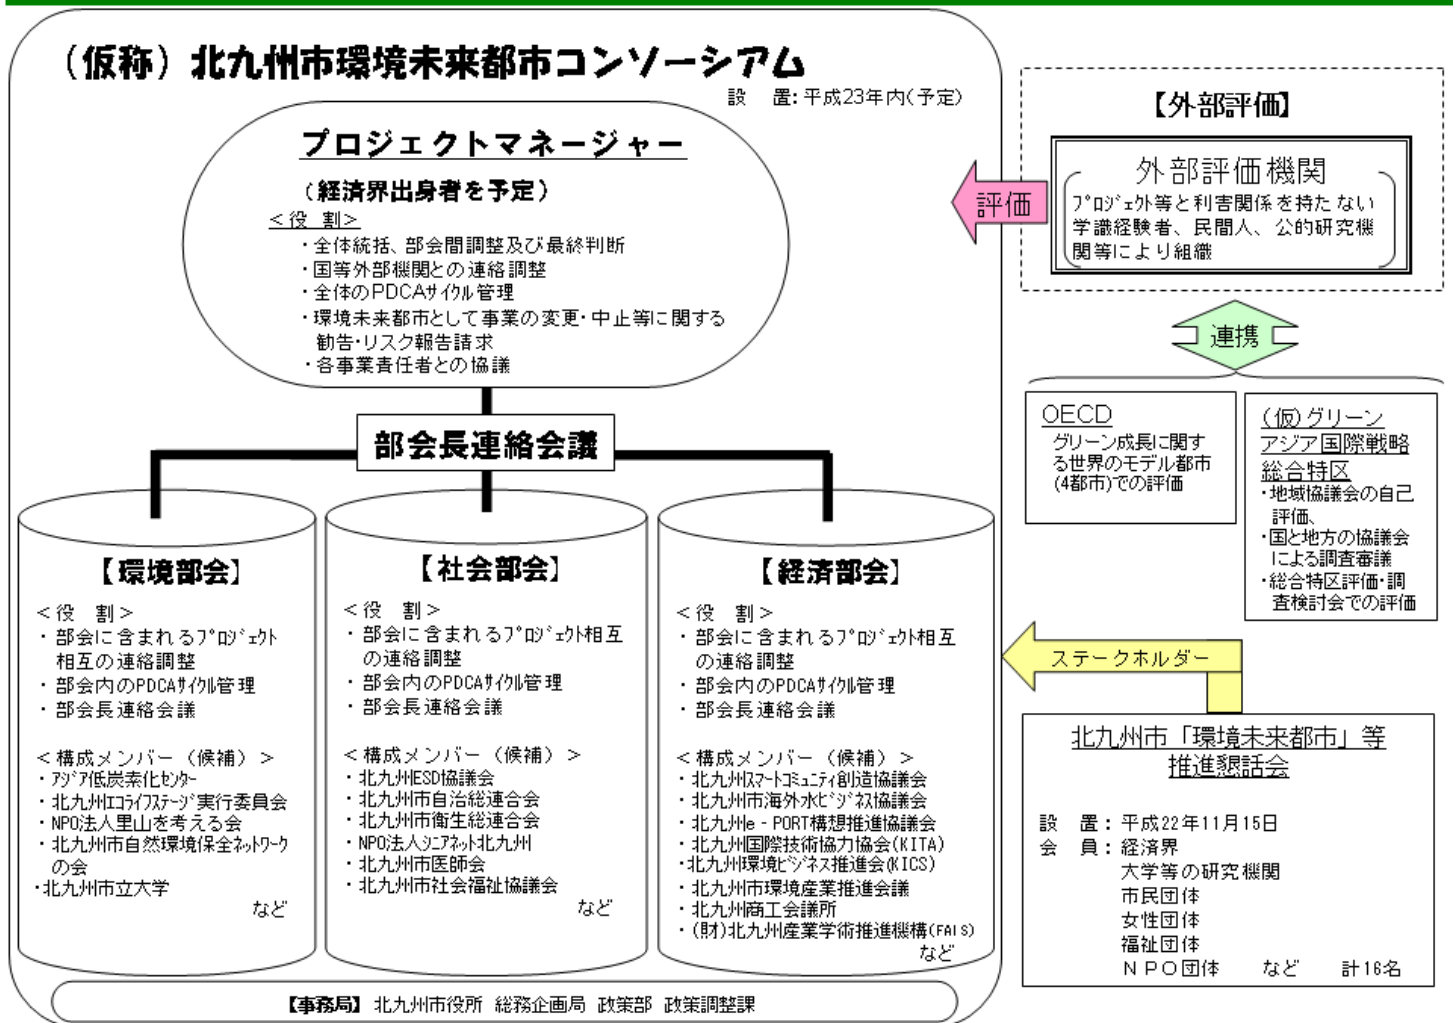 (仮称)北九州市環境未来都市コンソーシアム
設　置:平成23年内(予定)
プロジェクトマネージャー
(経済界出身者を予定)
＜役 割＞
・全体統括、部会間調整及び最終判断
・国等外部機関との連絡調整
・全体のPDCAサイクル管理
・環境未来都市として事業の変更・中止等に関する
勧告・リスク報告請求
・各事業責任者との協議
部会長連絡会議
【環境部会】
＜役　割＞
・部会に含まれるプロジェクト
相互の連絡調整
・部会内のPDCAサイクル管理
・部会長連絡会議
＜構成メンバー（候補）＞
・アジア低炭素化センター
・北九州エコライフステージ実行委員会
・NPO法人里山を考える会
・北九州市自然環境保全ネットワーク
の会
・北九州市立大学
など
【社会部会】
＜役　割＞
・部会に含まれるプロジェクト相互
の連絡調整
・部会内のPDCAサイクル管理
・部会長連絡会議
＜構成メンバー（候補）＞
・北九州ESD協議会
・北九州市自治総連合会
・北九州市衛生総連合会
・NPO法人シニアネット北九州
・北九州市医師会
・北九州市社会福祉協議会
など
【経済部会】
＜役　割＞
・部会に含まれるプロジェクト相互
の連絡調整
・部会内のPDCAサイクル管理
・部会長連絡会議
＜構成メンバー（候補）＞
・北九州スマートコミュニティ創造協議会
・北九州市海外水ビジネス協議会
・北九州e‐PORT構想推進協議会
・北九州国際技術協力協会(KITA)
・北九州環境ビジネス推進会(KICS)
・北九州市環境産業推進会議
・北九州商工会議所
・(財)北九州産業学術推進機構(FAIS)
など
【事務局】北九州市役所 総務企画局 政策部 政策調整課
【外部評価】
外部評価機関
プロジェクト等と利害関係を持たない
学識経験者、民間人、公的研究機
関等により組織
評価
連携
OECD
グリーン成長に関す
る世界のモデル都市
(4都市)での評価
(仮)グリーン
アジア国際戦略
総合特区
・地域協議会の自己
評価、
・国と地方の協議会
による調査審議
・総合特区評価・調
査検討会での評価
ステークホルダー
北九州市「環境未来都市」等
推進懇話会
設　置：平成22年11月15日
会　員：経済界
大学等の研究機関
市民団体
女性団体
福祉団体
ＮＰＯ団体　など　計16名